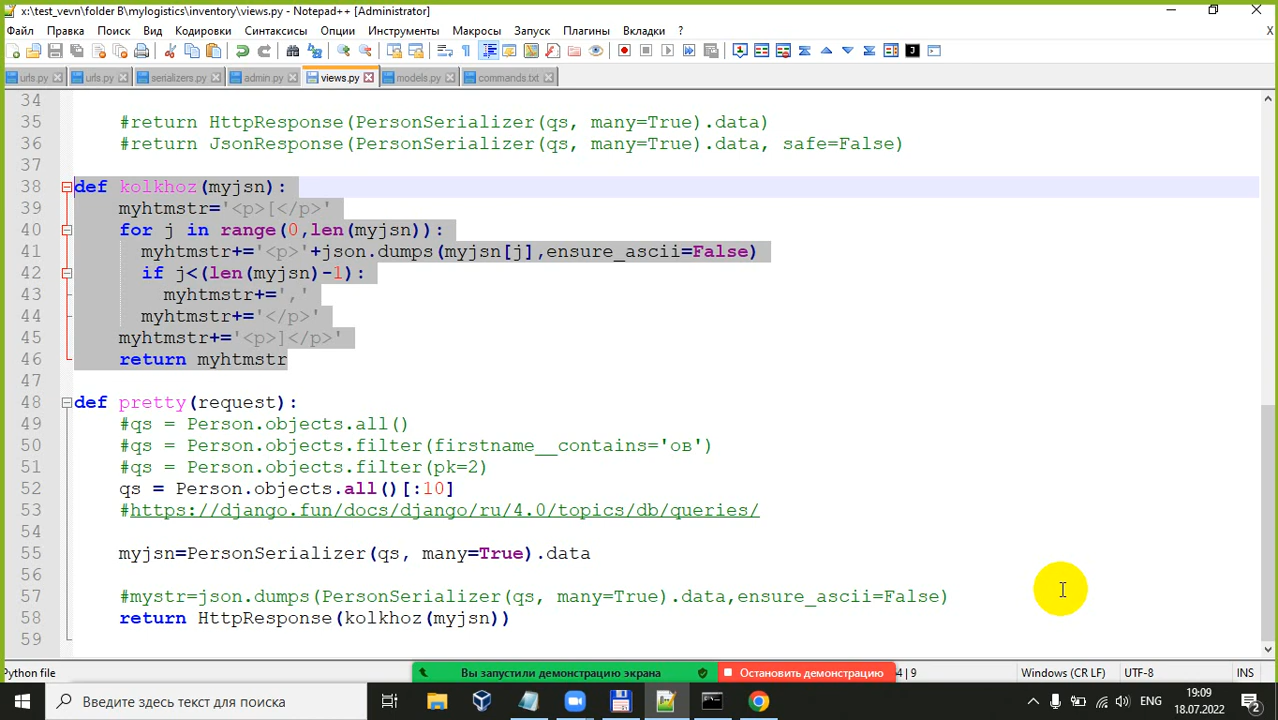 x:\test_vevn\folder B\mylogistics\inventory\views.py - Notepad++ [Administrator]
Файл Правка Поиск Вид Кодировки Синтаксисы Опции Инструменты Макросы Запуск Плагины Вкладки ?
urls.py urls.py serializers.py admin.py views.py models.py commands.txt
34
35 #return HttpResponse(PersonSerializer(qs, many=True).data)
36 #return JsonResponse(PersonSerializer(qs, many=True).data, safe=False)
37
38 def kolkhoz(myjsn):
39 myhtmstr='<p>[</p>'
40 for j in range(0,len(myjsn)):
41 myhtmstr+='<p>'+json.dumps(myjsn[j],ensure_ascii=False)
42 if j<(len(myjsn)-1):
43 myhtmstr+=','
44 myhtmstr+='</p>'
45 myhtmstr+='<p>]</p>'
46 return myhtmstr
47
48 def pretty(request):
49 #qs = Person.objects.all()
50 #qs = Person.objects.filter(firstname__contains='ов')
51 #qs = Person.objects.filter(pk=2)
52 qs = Person.objects.all()[:10]
53 #https://django.fun/docs/django/ru/4.0/topics/db/queries/
54
55 myjsn=PersonSerializer(qs, many=True).data
56
57 #mystr=json.dumps(PersonSerializer(qs, many=True).data,ensure_ascii=False)
58 return HttpResponse(kolkhoz(myjsn))
59
Python file Вы запустили демонстрацию экрана Остановить демонстрацию 4|9 Windows (CR LF) UTF-8 INS
Введите здесь текст для поиска ENG 19:09
18.07.2022 2